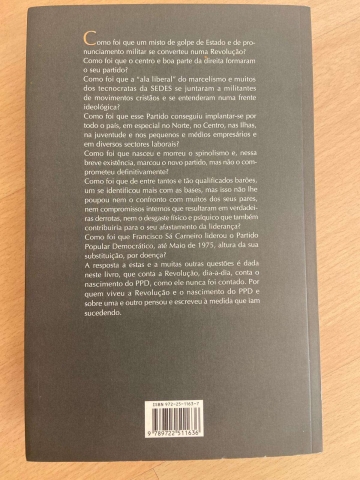 Como foi que um misto de golpe de Estado e de pro-
nunciamento militar se converteu numa Revolução?
Como foi que o centro e boa parte da direita formaram
o seu partido?
Como foi que a "ala liberal" do marcelismo e muitos
dos tecnocratas da SEDES se juntaram a militantes
de movimentos cristãos e se entenderam numa frente
ideológica?
Como foi que esse Partido conseguiu implantar-se por
todo o país, em especial no Norte, no Centro, nas Ilhas,
na juventude e nos pequenos e médios empresários e
em diversos sectores laborais?
Como foi que nasceu e morreu o spinolismo e, nessa
breve existência, marcou o novo partido, mas não o com-
prometeu definitivamente?
Como foi que de entre tantos e tão qualificados barões,
um se identificou mais com as bases, mas isso não lhe
poupou nem o confronto com muitos dos seus pares,
nem compromissos internos que resultaram em verdadei-
ras derrotas, nem o desgaste físico e psíquico que também
contribuiria para o seu afastamento da liderança?
Como foi que Francisco Sá Carneiro liderou o Partido
Popular Democrático, até Maio de 1975, altura da sua
substituição, por doença?
A resposta a estas e a muitas outras questões é dada
neste livro, que conta a Revolução, dia-a-dia, conta o
nascimento do PPD, como ele nunca foi contado. Por
quem viveu a Revolução e o nascimento do PPD e
sobre uma e outro pensou e escreveu à medida que iam
sucedendo.
ISBN 972-25-1163-7
9 789722 511636